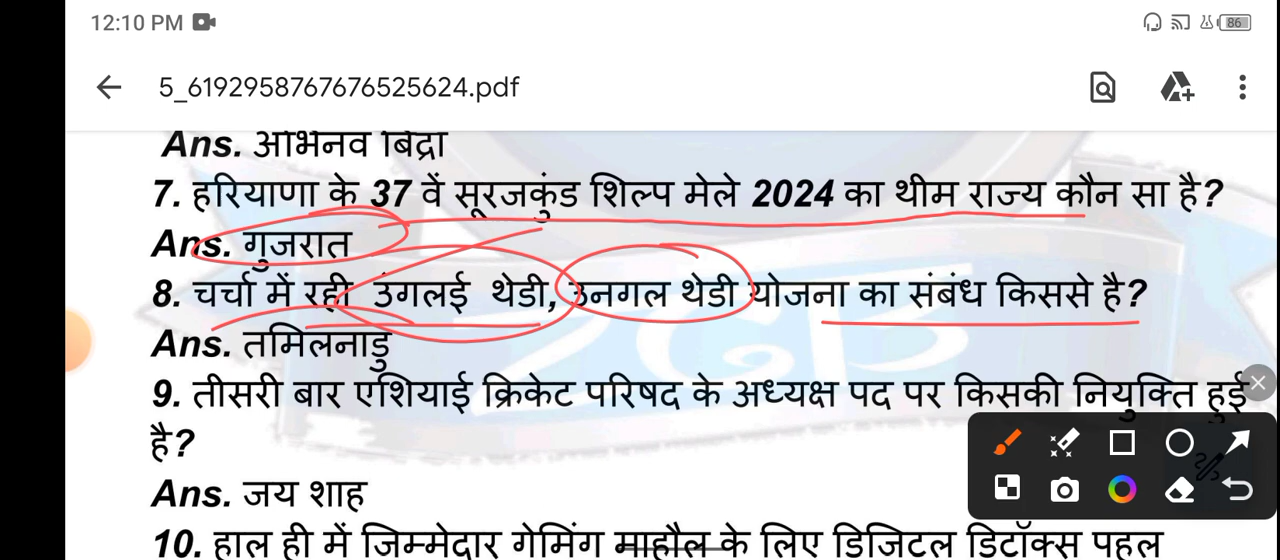 12:10 PM
86
5_6192958767676525624.pdf
Ans. अभिनव बिंद्रा
7. हरियाणा के 37 वें सूरजकुंड शिल्प मेले 2024 का थीम राज्य कौन सा है?
Ans. गुजरात
8. चर्चा में रही उंगलई थेडी, उनगल थेडी योजना का संबंध किससे है?
Ans. तमिलनाडु
9. तीसरी बार एशियाई क्रिकेट परिषद के अध्यक्ष पद पर किसकी नियुक्ति हुई
है?
Ans. जय शाह
10. हाल ही में जिम्मेदार गेमिंग माहौल के लिए डिजिटल डिटॉक्स पहल